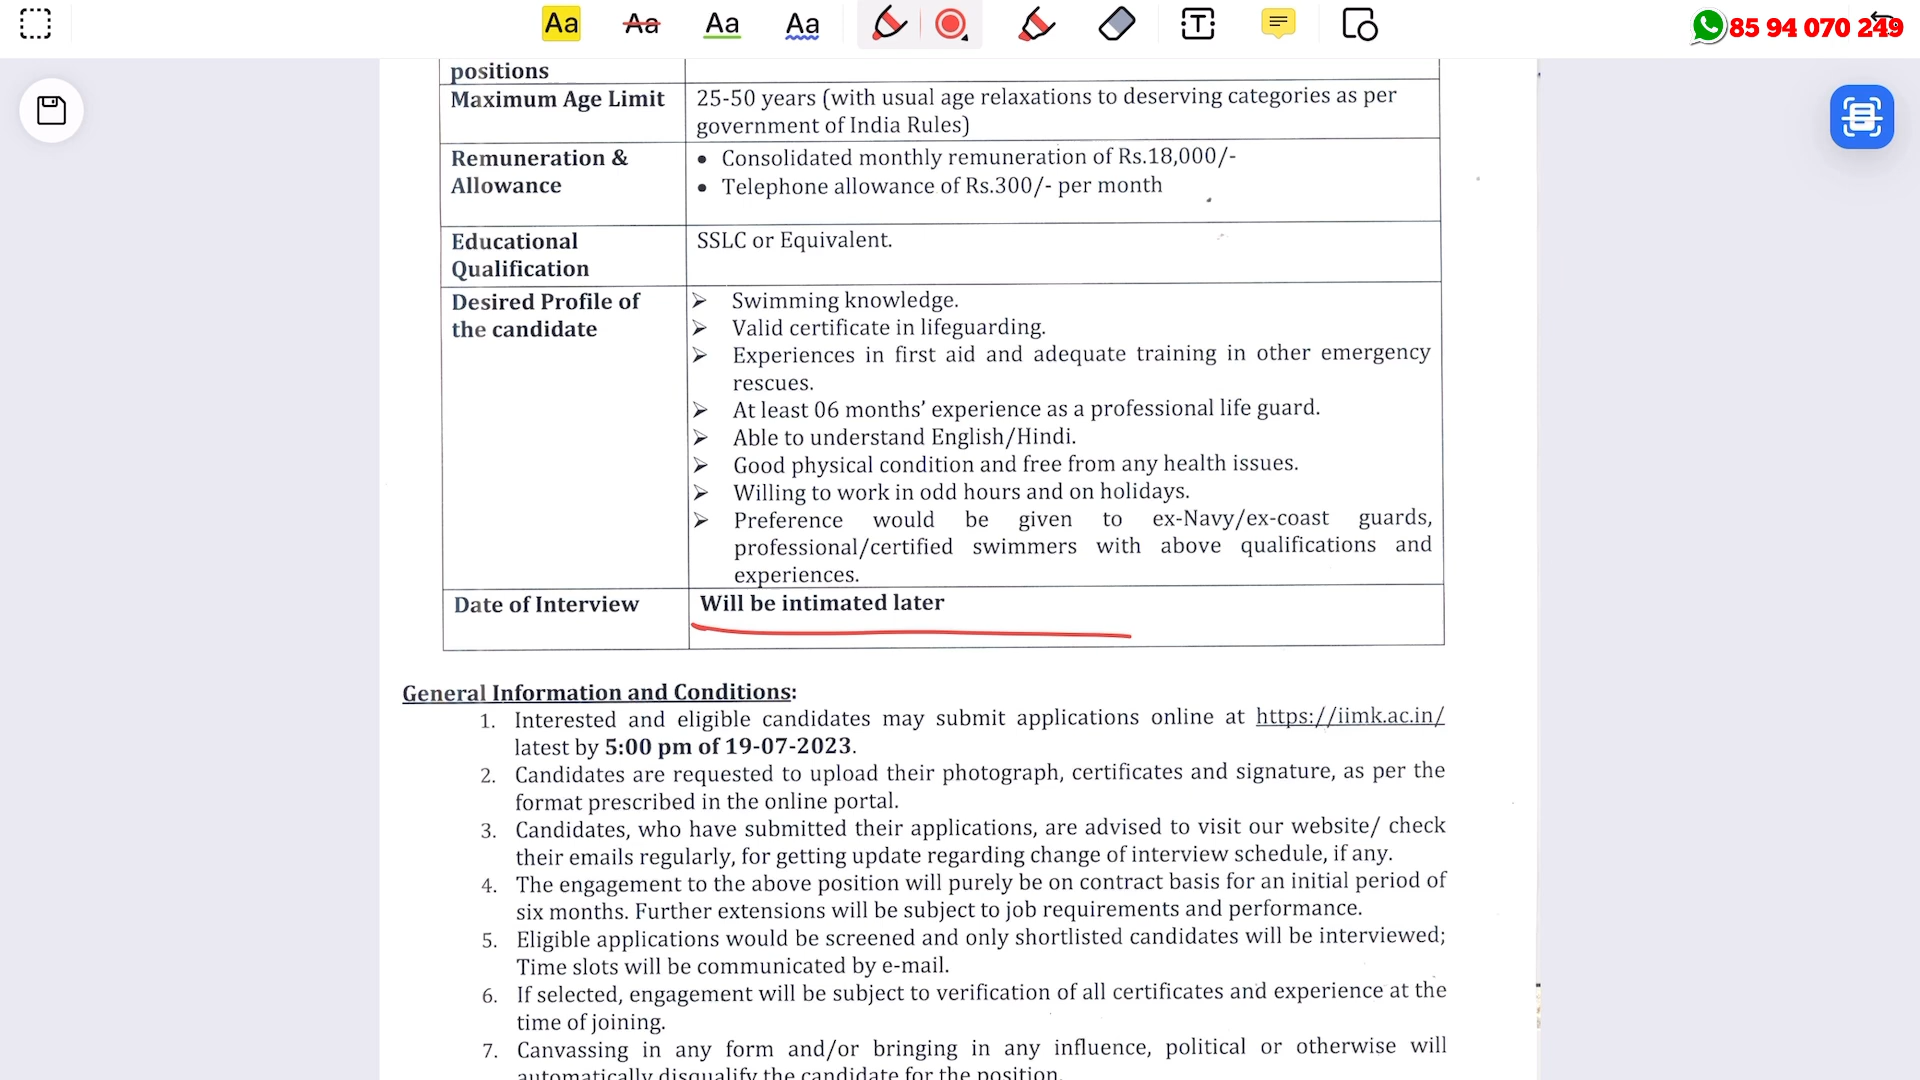 Aa Aa Aa Aa
85 94 070 249
positions
Maximum Age Limit 25-50 years (with usual age relaxations to deserving categories as per
government of India Rules)
Remuneration & • Consolidated monthly remuneration of Rs.18,000/-
Allowance • Telephone allowance of Rs.300/- per month
Educational SSLC or Equivalent.
Qualification
Desired Profile of ➢ Swimming knowledge.
the candidate ➢ Valid certificate in lifeguarding.
➢ Experiences in first aid and adequate training in other emergency
rescues.
➢ At least 06 months’ experience as a professional life guard.
➢ Able to understand English/Hindi.
➢ Good physical condition and free from any health issues.
➢ Willing to work in odd hours and on holidays.
➢ Preference would be given to ex-Navy/ex-coast guards,
professional/certified swimmers with above qualifications and
experiences.
Date of Interview Will be intimated later
General Information and Conditions:
1. Interested and eligible candidates may submit applications online at https://iimk.ac.in/
latest by 5:00 pm of 19-07-2023.
2. Candidates are requested to upload their photograph, certificates and signature, as per the
format prescribed in the online portal.
3. Candidates, who have submitted their applications, are advised to visit our website/ check
their emails regularly, for getting update regarding change of interview schedule, if any.
4. The engagement to the above position will purely be on contract basis for an initial period of
six months. Further extensions will be subject to job requirements and performance.
5. Eligible applications would be screened and only shortlisted candidates will be interviewed;
Time slots will be communicated by e-mail.
6. If selected, engagement will be subject to verification of all certificates and experience at the
time of joining.
7. Canvassing in any form and/or bringing in any influence, political or otherwise will
automatically disqualify the candidate for the position.